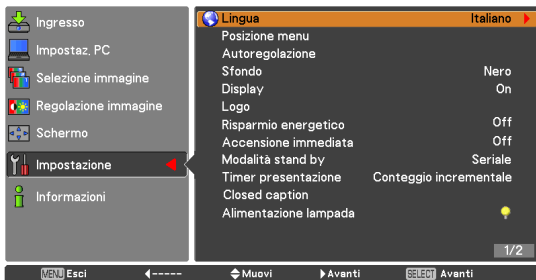 Ingresso
Impostaz. PC
Selezione immagine
Regolazione immagine
Schermo
Impostazione
Informazioni
Lingua Italiano
Posizione menu
Autoregolazione
Sfondo Nero
Display On
Logo
Risparmio energetico Off
Accensione immediata Off
Modalità stand by Seriale
Timer presentazione Conteggio incrementale
Closed caption
Alimentazione lampada
1/2
MENU Esci ----- Muovi Avanti SELECT Avanti